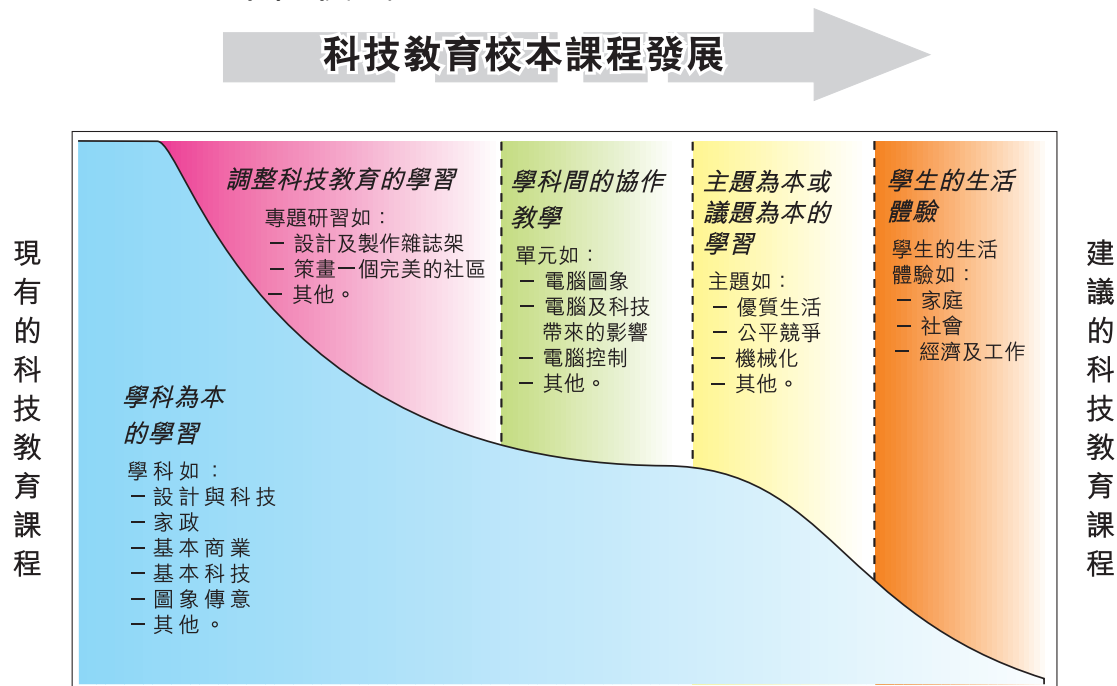 科技教育校本課程發展
現有的科技教育課程
調整科技教育的學習
專題研習如：
－ 設計及製作雜誌架
－ 策畫一個完美的社區
－ 其他。
學科間的協作
教學
單元如：
－ 電腦圖象
－ 電腦及科技
帶來的影響
－ 電腦控制
－ 其他。
主題為本或
議題為本的
學習
主題如：
－ 優質生活
－ 公平競爭
－ 機械化
－ 其他。
學生的生活
體驗
學生的生活
體驗如：
－ 家庭
－ 社會
－ 經濟及工作
學科為本
的學習
學科如：
－ 設計與科技
－ 家政
－ 基本商業
－ 基本科技
－ 圖象傳意
－ 其他。
建議的科技教育課程